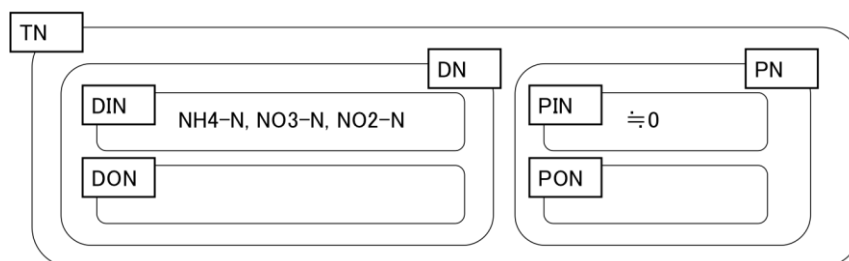 TN
DN
PN
DIN
NH4-N, NO3-N, NO2-N
PIN
≒0
DON
PON